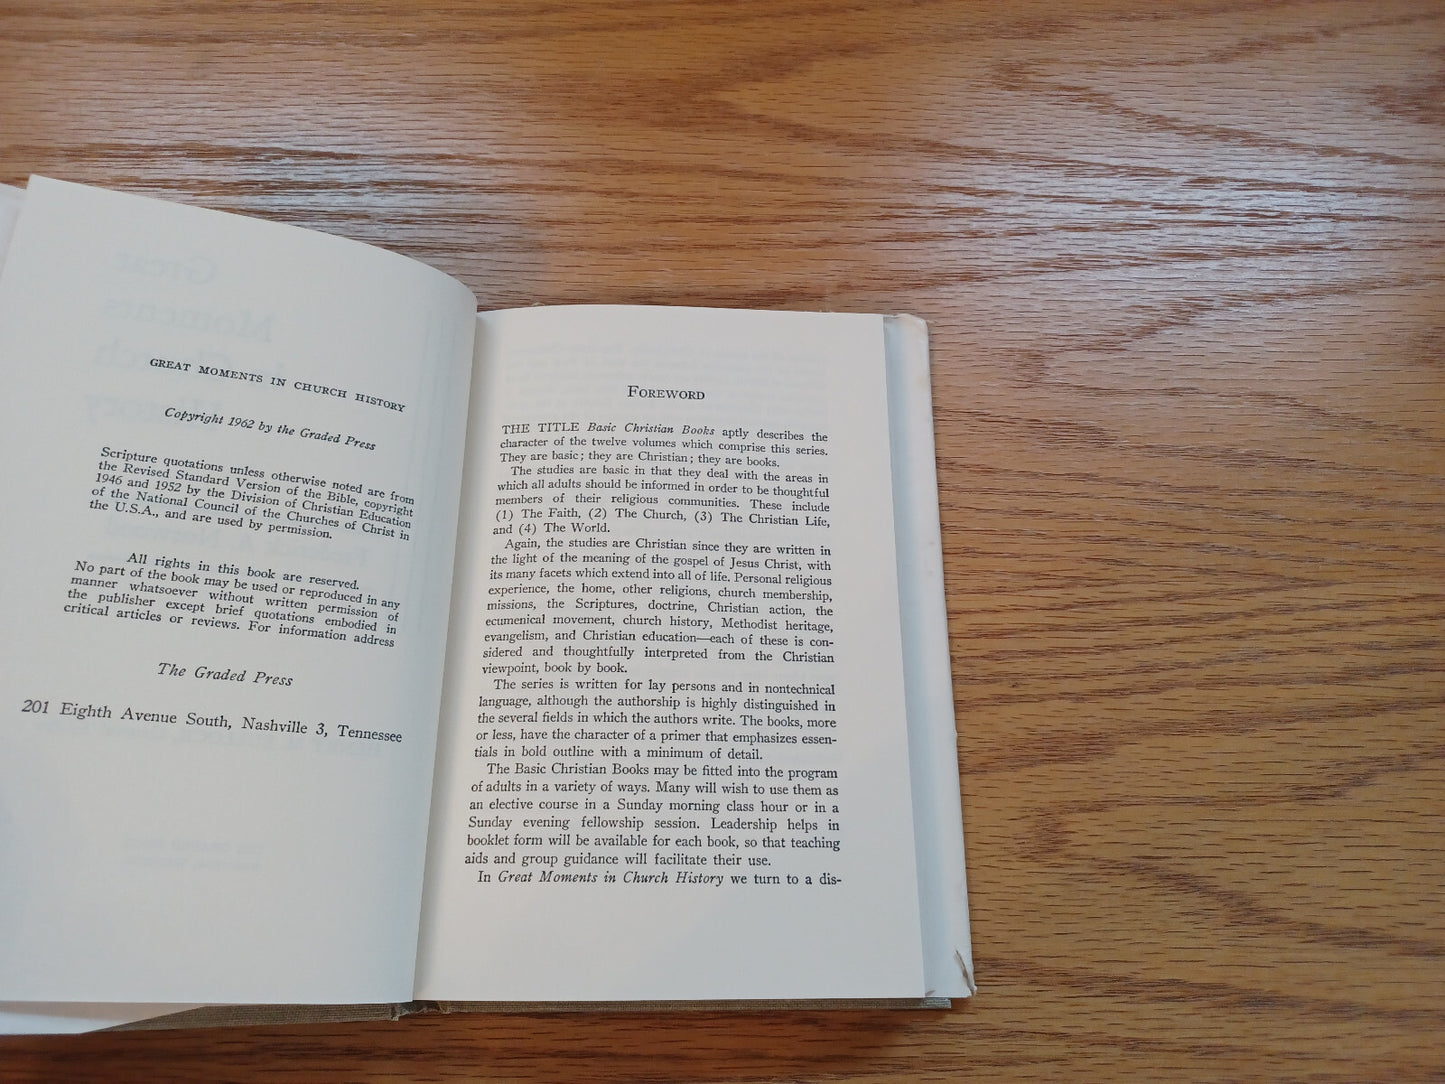 GREAT MOMENTS IN CHURCH HISTORY
Copyright 1962 by the Graded Press
Scripture quotations unless otherwise noted are from
the Revised Standard Version of the Bible, copyright
1946 and 1952 by the Division of Christian Education
of the National Council of the Churches of Christ in
the U.S.A., and are used by permission.
All rights in this book are reserved.
No part of the book may be used or reproduced in any
manner whatsoever without written permission of
the publisher except brief quotations embodied in
critical articles or reviews. For information address
The Graded Press
201 Eighth Avenue South, Nashville 3, Tennessee
FOREWORD
THE TITLE Basic Christian Books aptly describes the
character of the twelve volumes which comprise this series.
They are basic; they are Christian; they are books.
The studies are basic in that they deal with the areas in
which all adults should be informed in order to be thoughtful
members of their religious communities. These include
(1) The Faith, (2) The Church, (3) The Christian Life,
and (4) The World.
Again, the studies are Christian since they are written in
the light of the meaning of the gospel of Jesus Christ, with
its many facets which extend into all of life. Personal religious
experience, the home, other religions, church membership,
missions, the Scriptures, doctrine, Christian action, the
ecumenical movement, church history, Methodist heritage,
evangelism, and Christian education—each of these is con-
sidered and thoughtfully interpreted from the Christian
viewpoint, book by book.
The series is written for lay persons and in nontechnical
language, although the authorship is highly distinguished in
the several fields in which the authors write. The books, more
or less, have the character of a primer that emphasizes essen-
tials in bold outline with a minimum of detail.
The Basic Christian Books may be fitted into the program
of adults in a variety of ways. Many will wish to use them as
an elective course in a Sunday morning class hour or in a
Sunday evening fellowship session. Leadership helps in
booklet form will be available for each book, so that teaching
aids and group guidance will facilitate their use.
In Great Moments in Church History we turn to a dis-